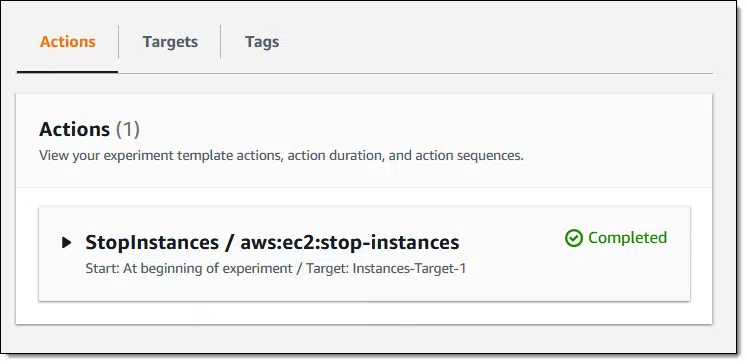 Actions Targets Tags
Actions (1)
View your experiment template actions, action duration, and action sequences.
StopInstances / aws:ec2:stop-instances Completed
Start: At beginning of experiment / Target: Instances-Target-1